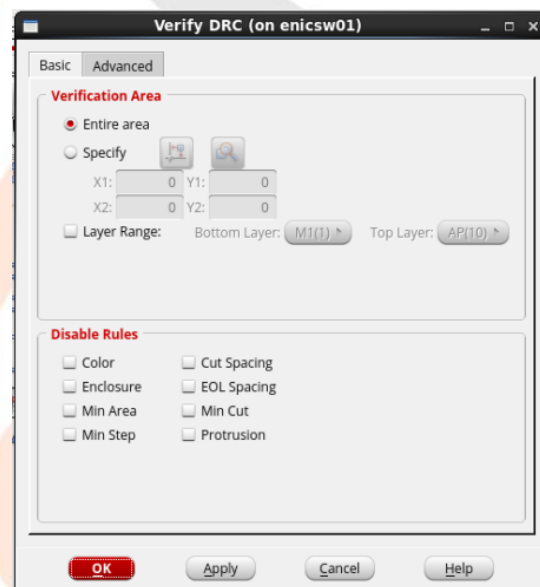 Verify DRC (on enicsw01)
Basic Advanced
Verification Area
Entire area
Specify
X1: 0 Y1: 0
X2: 0 Y2: 0
Layer Range: Bottom Layer: M1(1) Top Layer: AP(10)
Disable Rules
Color Cut Spacing
Enclosure EOL Spacing
Min Area Min Cut
Min Step Protrusion
OK Apply Cancel Help